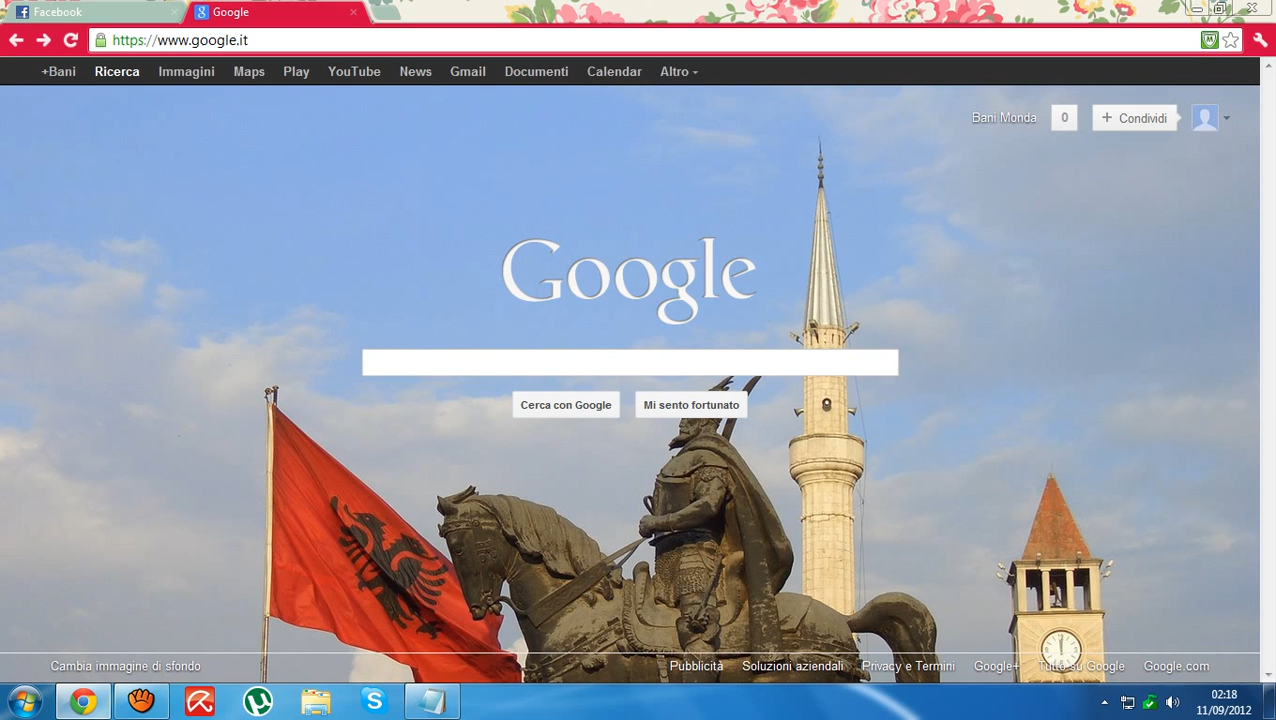 Facebook
Google
https://www.google.it
+Bani Ricerca Immagini Maps Play YouTube News Gmail Documenti Calendar Altro
Bani Monda 0 + Condividi
Google
Cerca con Google Mi sento fortunato
Cambia immagine di sfondo Pubblicità Soluzioni aziendali Privacy e Termini Google+ Tutto su Google Google.com
02:18
11/09/2012